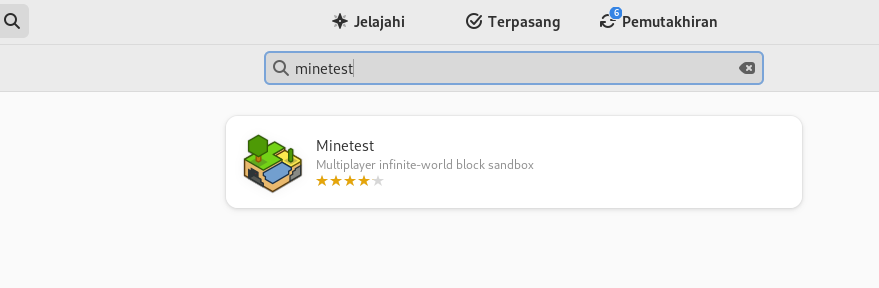 Jelajahi
Terpasang
6
Pemutakhiran
minetest
Minetest
Multiplayer infinite-world block sandbox